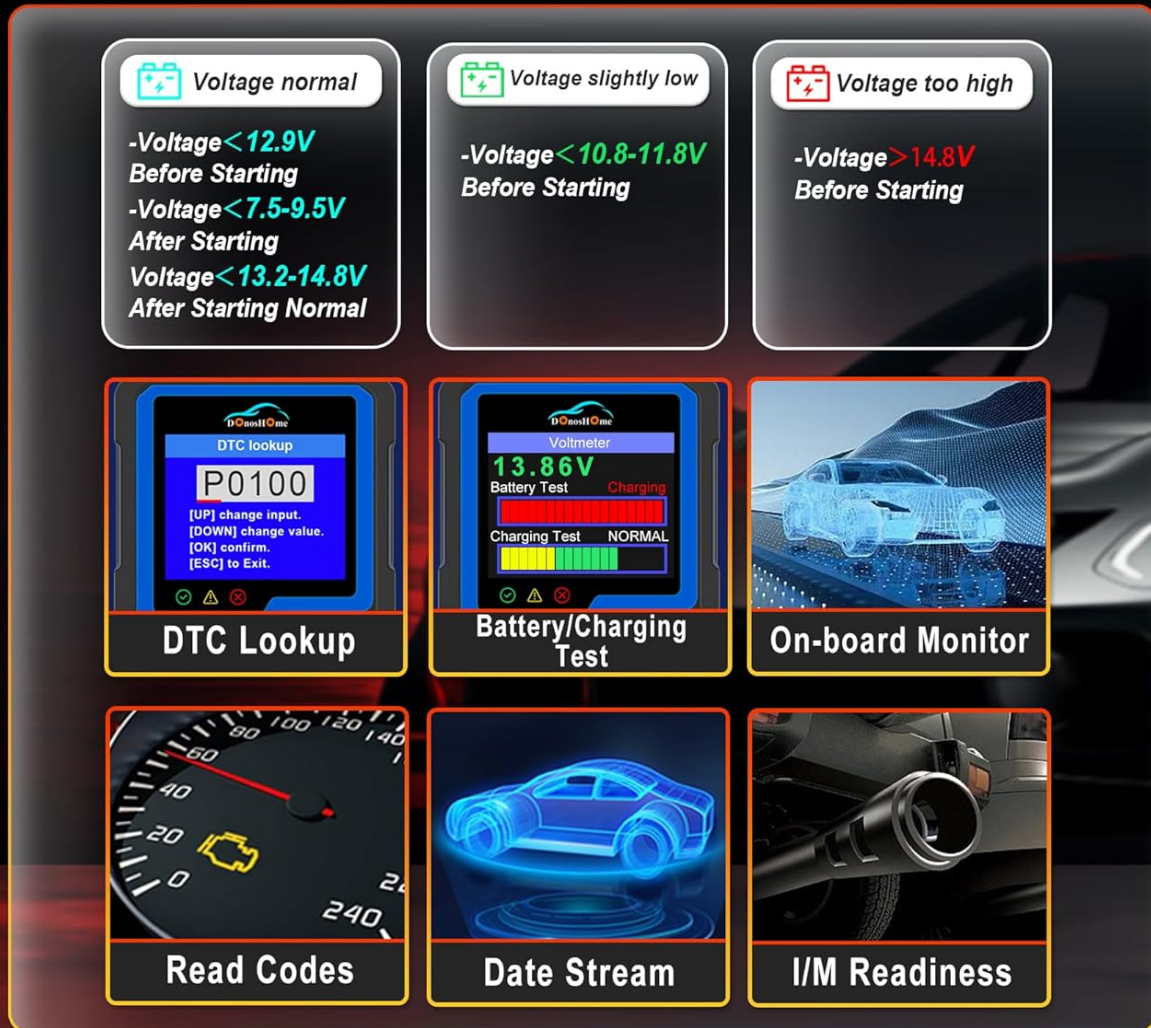 Voltage normal
-Voltage<12.9V
Before Starting
-Voltage<7.5-9.5V
After Starting
Voltage<13.2-14.8V
After Starting Normal
Voltage slightly low
-Voltage<10.8-11.8V
Before Starting
Voltage too high
-Voltage>14.8V
Before Starting
DOnosHOme
DTC lookup
P0100
[UP] change input.
[DOWN] change value.
[OK] confirm.
[ESC] to Exit.
DTC Lookup
DOnosHOme
Voltmeter
13.86V
Battery Test Charging
Charging Test NORMAL
Battery/Charging
Test
On-board Monitor
0
20
40
60
80
100
120
140
240
Read Codes
Date Stream
I/M Readiness